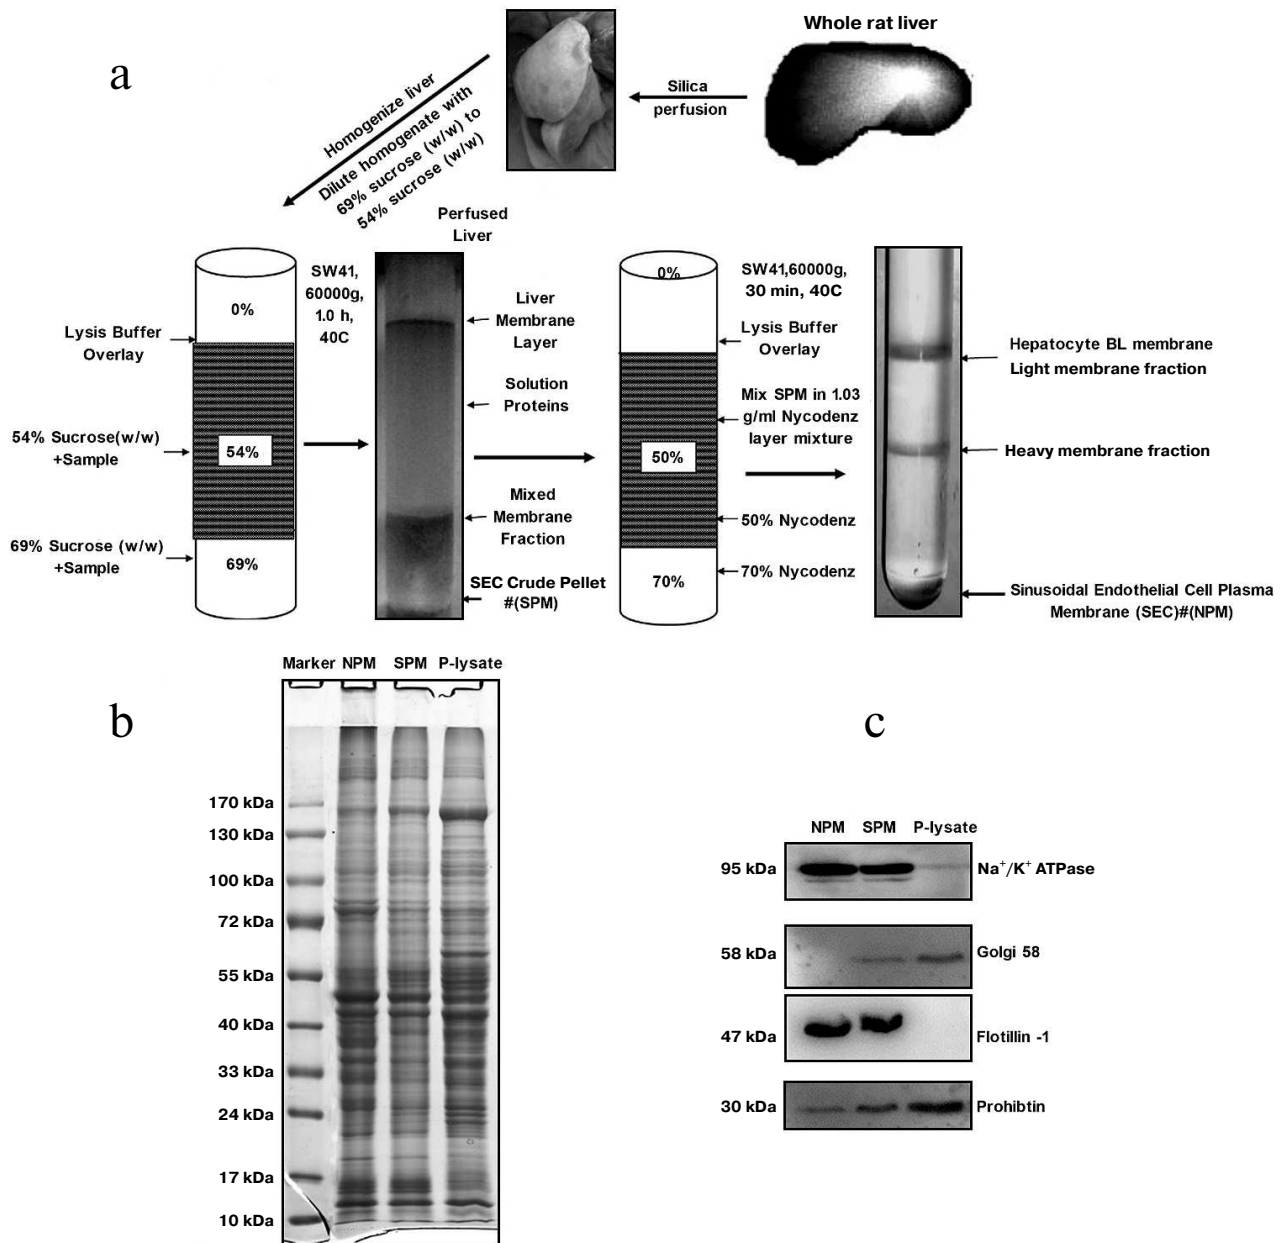 a
Whole rat liver
Silica
perfusion
Homogenize liver
Dilute homogenate with
69% sucrose (w/w) to
54% sucrose (w/w)
Perfused
Liver
0%
54%
69%
Lysis Buffer
Overlay
54% Sucrose(w/w)
+Sample
69% Sucrose (w/w)
+Sample
SW41,
60000g,
1.0 h,
40C
Liver
Membrane
Layer
Solution
Proteins
Mixed
Membrane
Fraction
SEC Crude Pellet
#(SPM)
0%
50%
70%
SW41,60000g,
30 min, 40C
Lysis Buffer
Overlay
Mix SPM in 1.03
g/ml Nycodenz
layer mixture
50% Nycodenz
70% Nycodenz
Hepatocyte BL membrane
Light membrane fraction
Heavy membrane fraction
Sinusoidal Endothelial Cell Plasma
Membrane (SEC)#(NPM)
b
Marker NPM SPM P-lysate
170 kDa
130 kDa
100 kDa
72 kDa
55 kDa
40 kDa
33 kDa
24 kDa
17 kDa
10 kDa
c
NPM SPM P-lysate
95 kDa Na⁺/K⁺ ATPase
58 kDa Golgi 58
47 kDa Flotillin -1
30 kDa Prohibtin